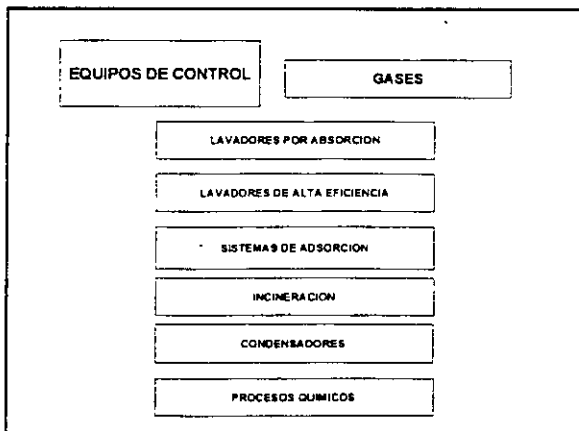 EQUIPOS DE CONTROL
GASES
LAVADORES POR ABSORCION
LAVADORES DE ALTA EFICIENCIA
SISTEMAS DE ADSORCION
INCINERACION
CONDENSADORES
PROCESOS QUIMICOS